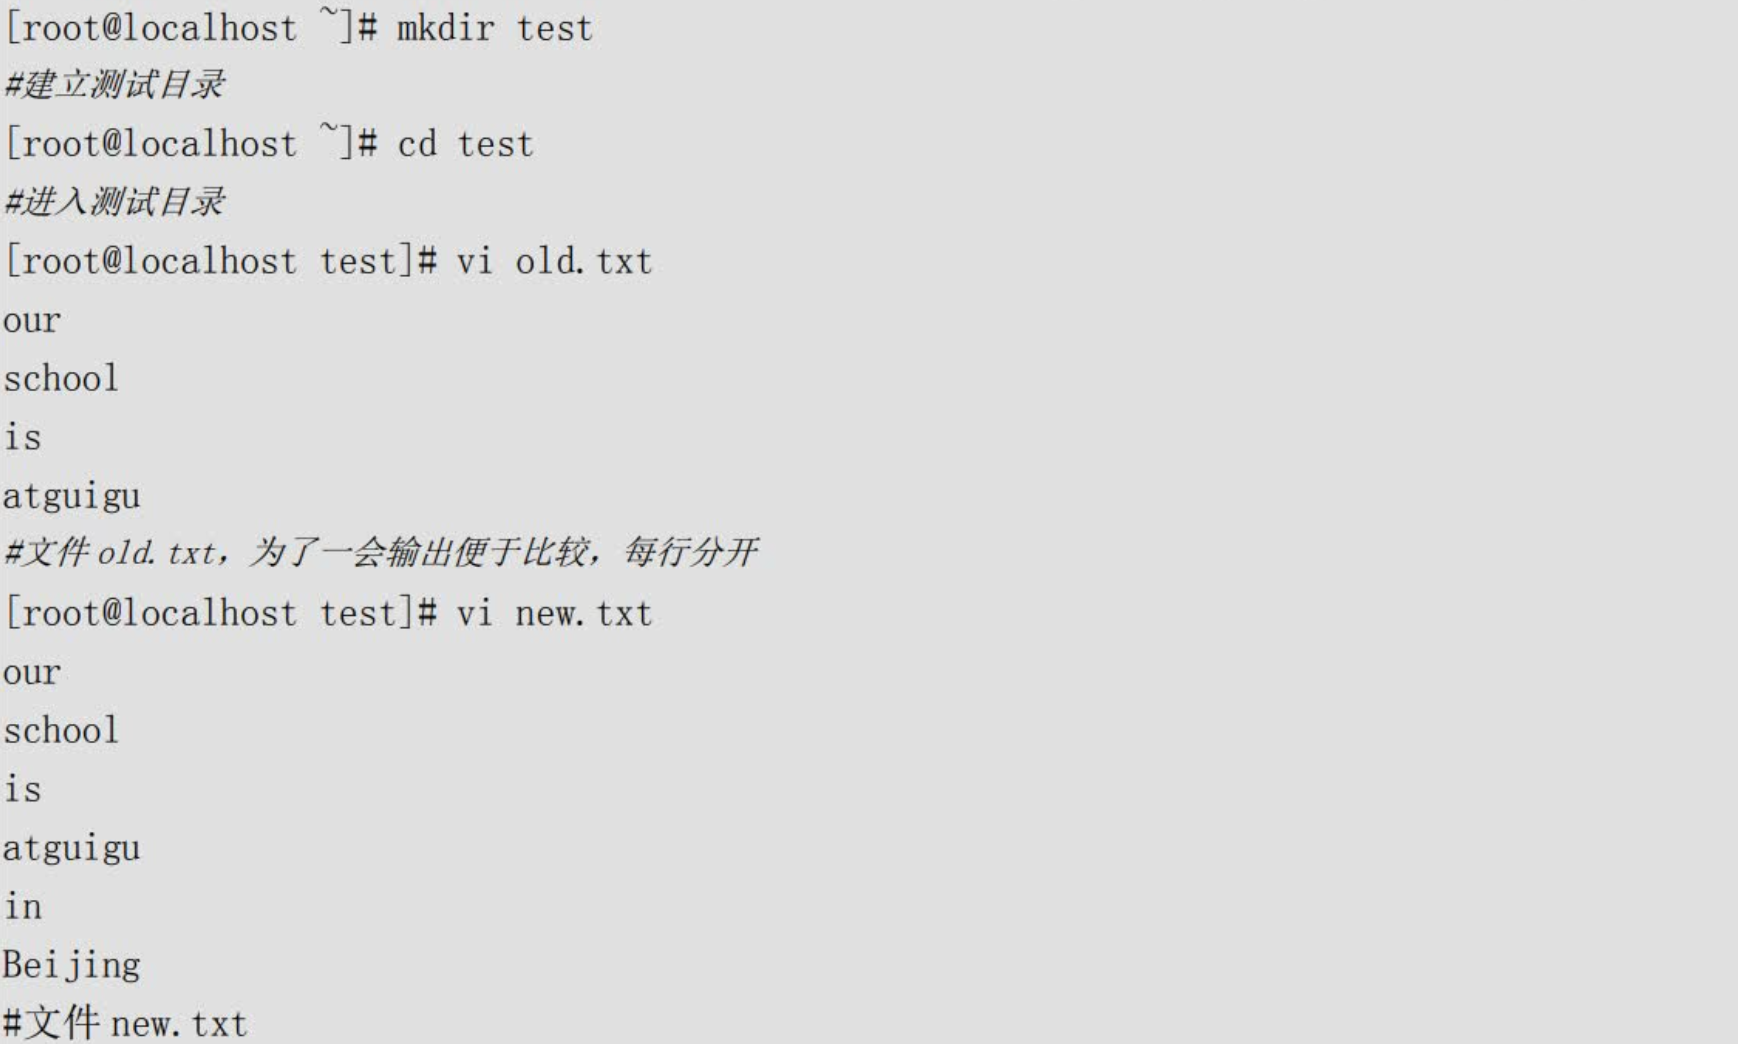 [root@localhost ~]# mkdir test
#建立测试目录
[root@localhost ~]# cd test
#进入测试目录
[root@localhost test]# vi old.txt
our
school
is
atguigu
#文件 old.txt，为了一会输出便于比较，每行分开
[root@localhost test]# vi new.txt
our
school
is
atguigu
in
Beijing
#文件 new.txt